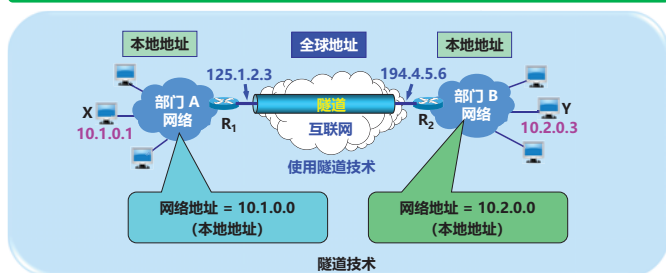 本地地址
全球地址
本地地址
125.1.2.3
194.4.5.6
部门 A
网络
隧道
部门 B
网络
X
Y
R1
互联网
R2
10.1.0.1
10.2.0.3
使用隧道技术
网络地址 = 10.1.0.0
(本地地址)
网络地址 = 10.2.0.0
(本地地址)
隧道技术